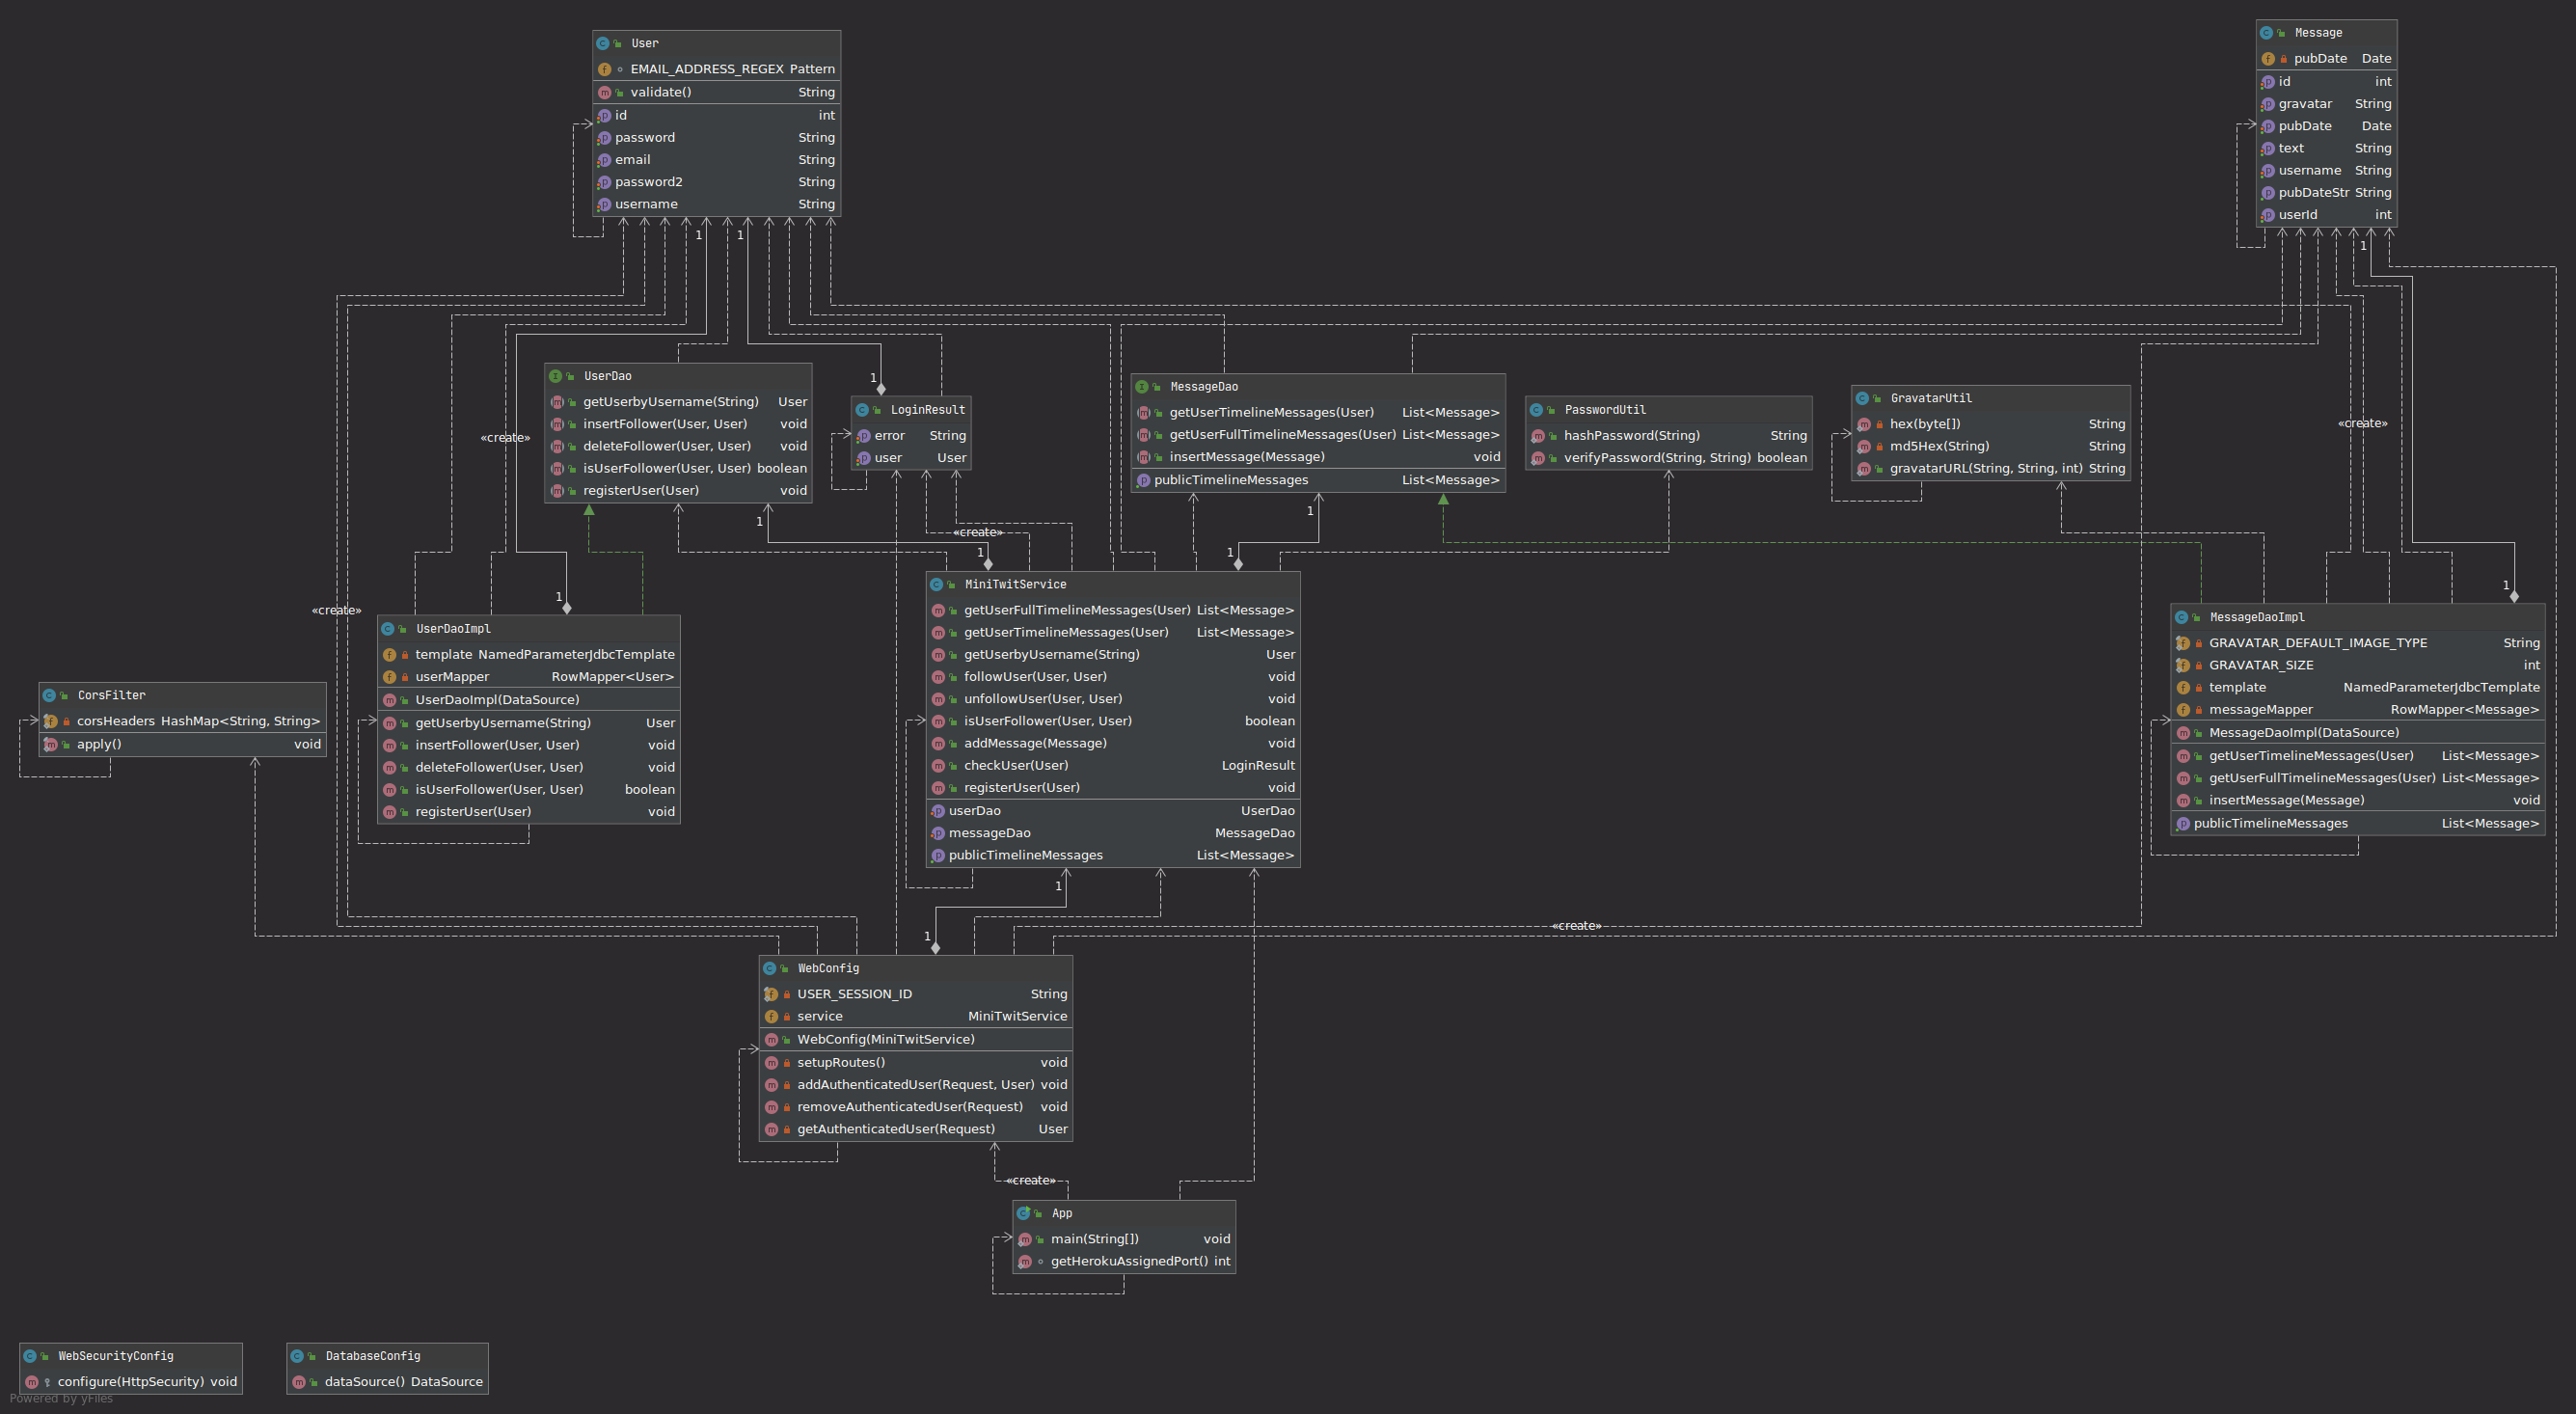 User
EMAIL_ADDRESS_REGEX Pattern
validate() String
id int
password String
email String
password2 String
username String
Message
pubDate Date
id int
gravatar String
pubDate Date
text String
username String
pubDateStr String
userId int
1
1
1
UserDao
getUserbyUsername(String) User
insertFollower(User, User) void
deleteFollower(User, User) void
isUserFollower(User, User) boolean
registerUser(User) void
«create»
1
LoginResult
error String
user User
MessageDao
getUserTimelineMessages(User) List<Message>
getUserFullTimelineMessages(User) List<Message>
insertMessage(Message) void
publicTimelineMessages List<Message>
PasswordUtil
hashPassword(String) String
verifyPassword(String, String) boolean
GravatarUtil
hex(byte[]) String
md5Hex(String) String
gravatarURL(String, String, int) String
«create»
1
«create»
1
1
1
1
1
«create»
UserDaoImpl
template NamedParameterJdbcTemplate
userMapper RowMapper<User>
UserDaoImpl(DataSource)
getUserbyUsername(String) User
insertFollower(User, User) void
deleteFollower(User, User) void
isUserFollower(User, User) boolean
registerUser(User) void
MiniTwitService
getUserFullTimelineMessages(User) List<Message>
getUserTimelineMessages(User) List<Message>
getUserbyUsername(String) User
followUser(User, User) void
unfollowUser(User, User) void
isUserFollower(User, User) boolean
addMessage(Message) void
checkUser(User) LoginResult
registerUser(User) void
userDao UserDao
messageDao MessageDao
publicTimelineMessages List<Message>
MessageDaoImpl
GRAVATAR_DEFAULT_IMAGE_TYPE String
GRAVATAR_SIZE int
template NamedParameterJdbcTemplate
messageMapper RowMapper<Message>
MessageDaoImpl(DataSource)
getUserTimelineMessages(User) List<Message>
getUserFullTimelineMessages(User) List<Message>
insertMessage(Message) void
publicTimelineMessages List<Message>
CorsFilter
corsHeaders HashMap<String, String>
apply() void
1
1
«create»
WebConfig
USER_SESSION_ID String
service MiniTwitService
WebConfig(MiniTwitService)
setupRoutes() void
addAuthenticatedUser(Request, User) void
removeAuthenticatedUser(Request) void
getAuthenticatedUser(Request) User
«create»
App
main(String[]) void
getHerokuAssignedPort() int
WebSecurityConfig
configure(HttpSecurity) void
DatabaseConfig
dataSource() DataSource
Powered by yFiles